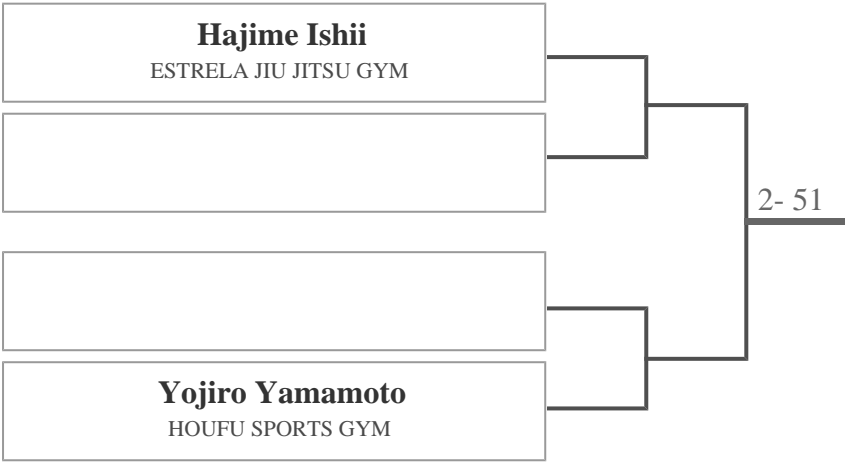 Hajime Ishii
ESTRELA JIU JITSU GYM
2- 51
Yojiro Yamamoto
HOUFU SPORTS GYM